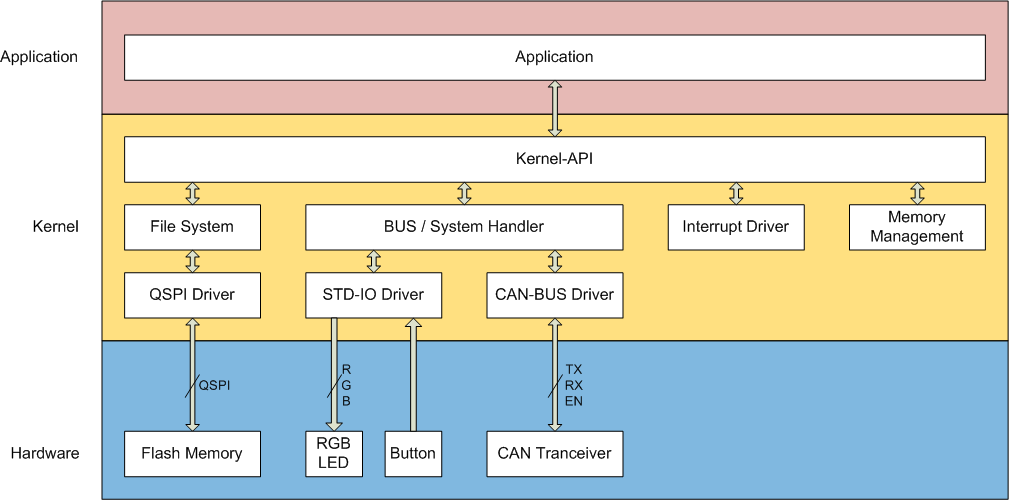 Application
Application
Kernel-API
Kernel
File System
BUS / System Handler
Interrupt Driver
Memory
Management
QSPI Driver
STD-IO Driver
CAN-BUS Driver
QSPI
R
G
B
TX
RX
EN
Hardware
Flash Memory
RGB
LED
Button
CAN Tranceiver